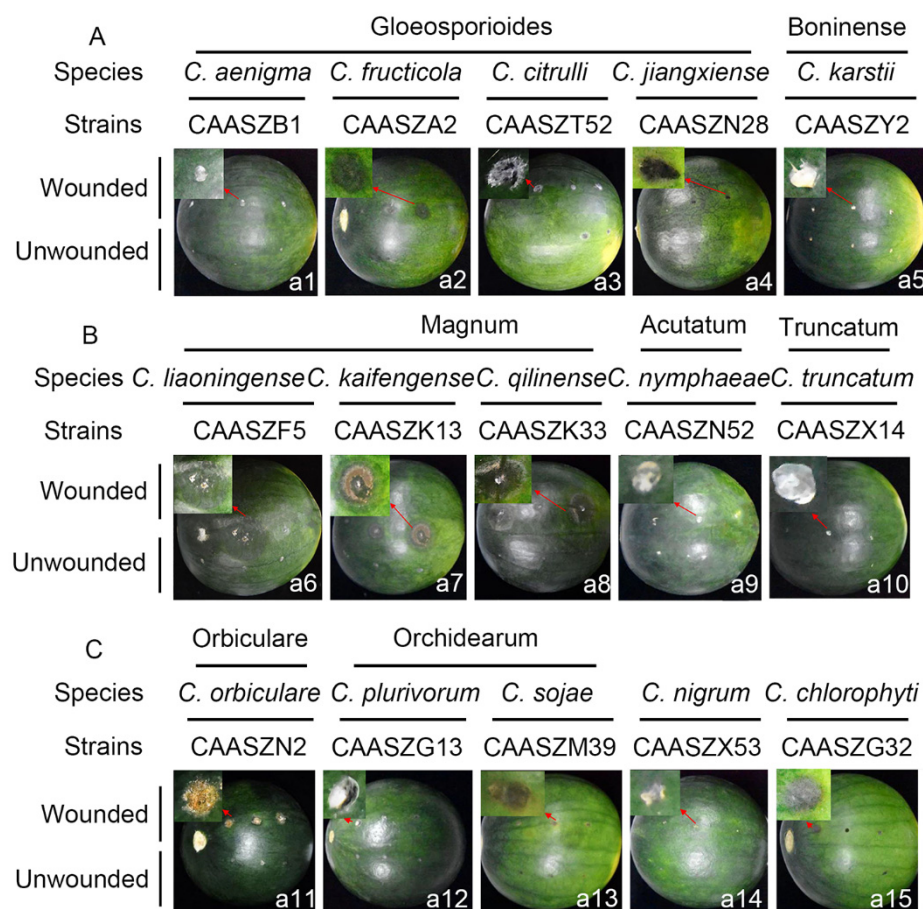 A
Gloeosporioides Boninense
Species C. aenigma C. fructicola C. citrulli C. jiangxiense C. karstii
Strains CAASZB1 CAASZA2 CAASZT52 CAASZN28 CAASZY2
Wounded
Unwounded
a1 a2 a3 a4 a5
B
Magnum Acutatum Truncatum
Species C. liaoningense C. kaifengense C. qilinense C. nymphaeae C. truncatum
Strains CAASZF5 CAASZK13 CAASZK33 CAASZN52 CAASZX14
Wounded
Unwounded
a6 a7 a8 a9 a10
C
Orbiculare Orchidearum
Species C. orbiculare C. plurivorum C. sojae C. nigrum C. chlorophyti
Strains CAASZN2 CAASZG13 CAASZM39 CAASZX53 CAASZG32
Wounded
Unwounded
a11 a12 a13 a14 a15